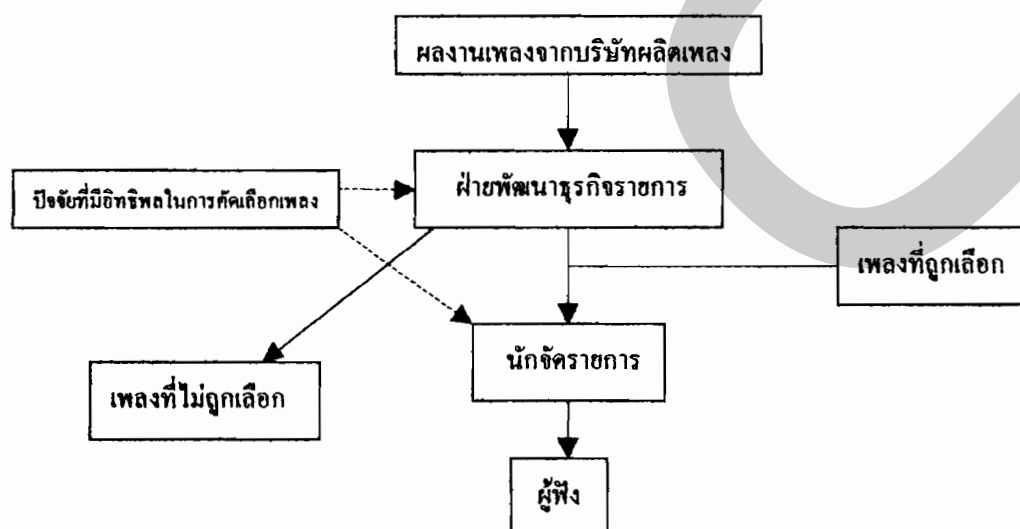 ผลงานเพลงจากบริษัทผลิตเพลง
ฝ่ายพัฒนาธุรกิจรายการ
ปัจจัยที่มีอิทธิพลในการคัดเลือกเพลง
เพลงที่ถูกเลือก
นักจัดรายการ
เพลงที่ไม่ถูกเลือก
ผู้ฟัง